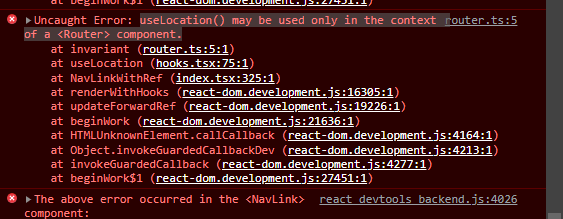 at beginWork$1 (react-dom.development.js:27451:1)
▶Uncaught Error: useLocation() may be used only in the context router.ts:5
of a <Router> component.
at invariant (router.ts:5:1)
at useLocation (hooks.tsx:75:1)
at NavLinkWithRef (index.tsx:325:1)
at renderWithHooks (react-dom.development.js:16305:1)
at updateForwardRef (react-dom.development.js:19226:1)
at beginWork (react-dom.development.js:21636:1)
at HTMLUnknownElement.callCallback (react-dom.development.js:4164:1)
at Object.invokeGuardedCallbackDev (react-dom.development.js:4213:1)
at invokeGuardedCallback (react-dom.development.js:4277:1)
at beginWork$1 (react-dom.development.js:27451:1)
▶The above error occurred in the <NavLink> react_devtools_backend.js:4026
component: